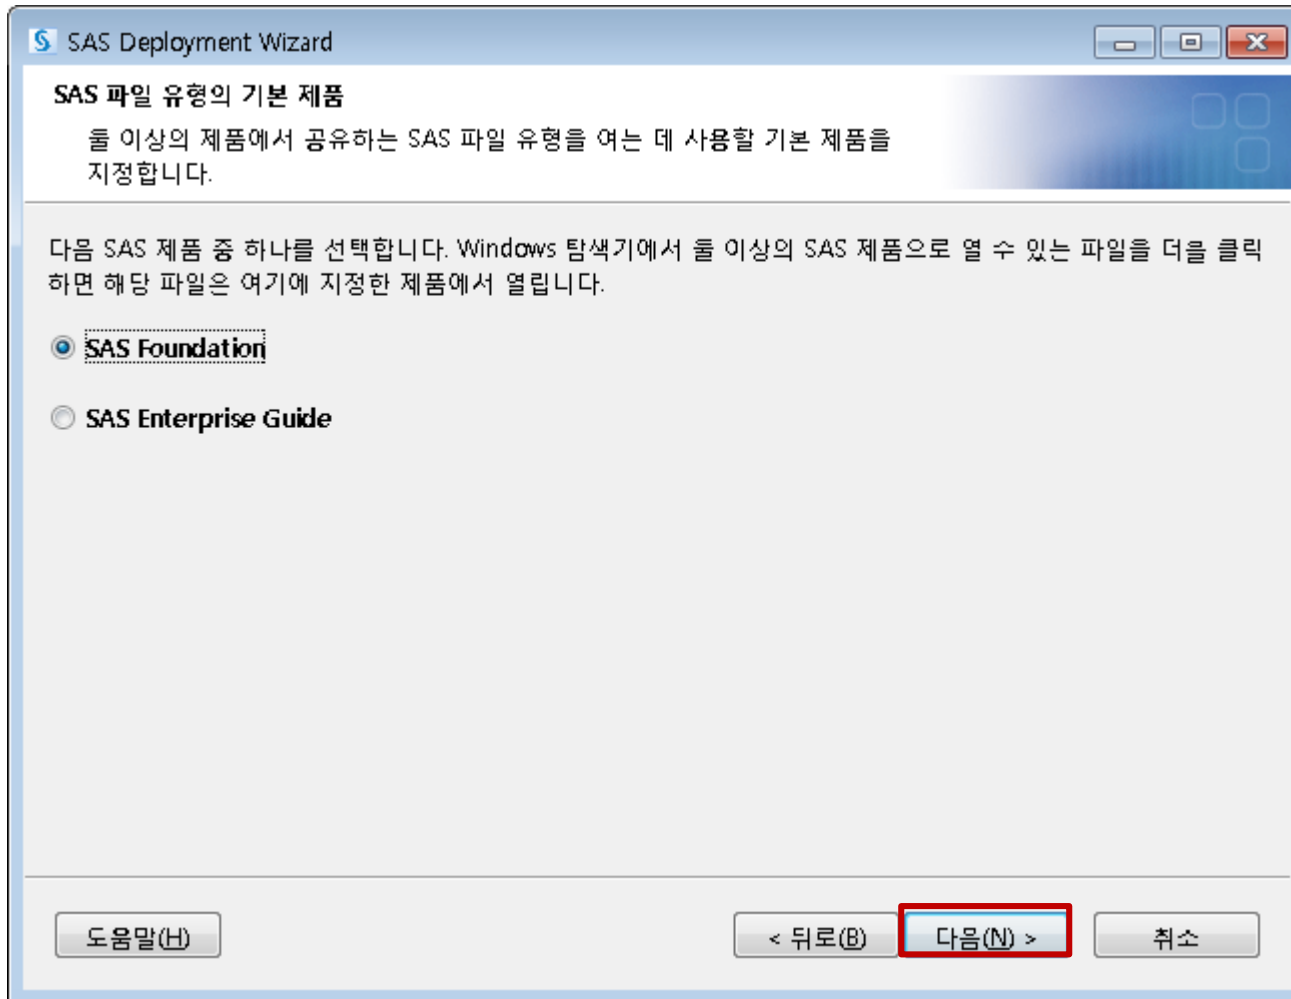 SAS Deployment Wizard
SAS 파일 유형의 기본 제품
둘 이상의 제품에서 공유하는 SAS 파일 유형을 여는 데 사용할 기본 제품을
지정합니다.
다음 SAS 제품 중 하나를 선택합니다. Windows 탐색기에서 둘 이상의 SAS 제품으로 열 수 있는 파일을 더블 클릭
하면 해당 파일은 여기에 지정한 제품에서 열립니다.
SAS Foundation
SAS Enterprise Guide
도움말(H)
< 뒤로(B)
다음(N) >
취소